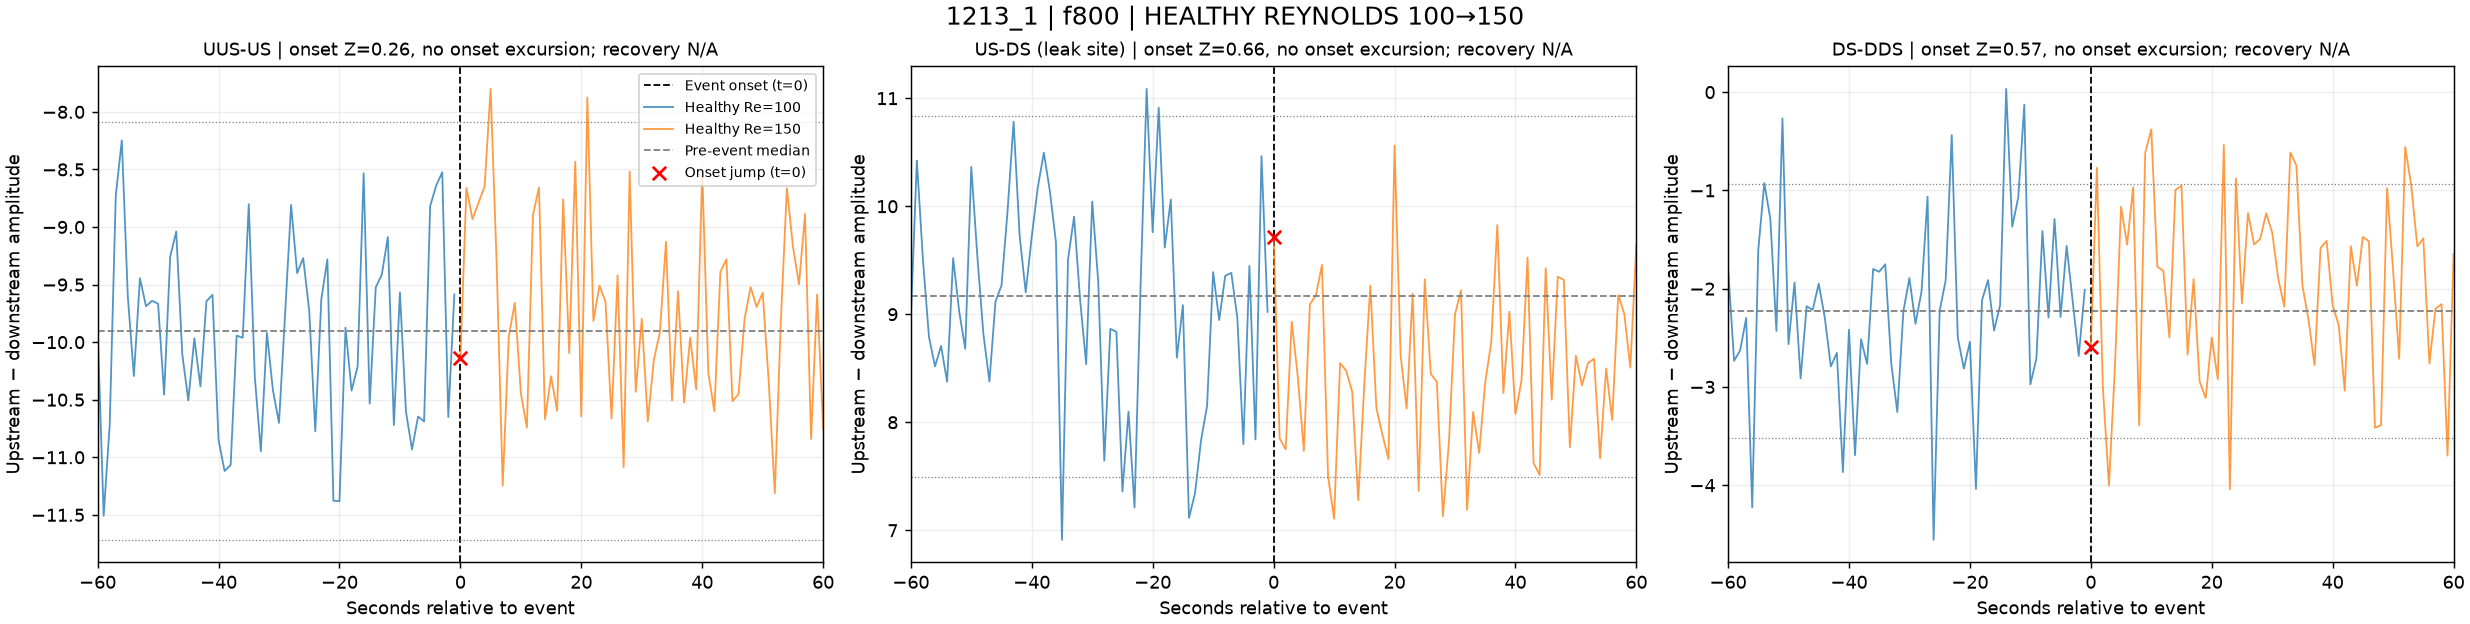 1213_1 | f800 | HEALTHY REYNOLDS 100→150
UUS-US | onset Z=0.26, no onset excursion; recovery N/A
Upstream − downstream amplitude
−8.0
−8.5
−9.0
−9.5
−10.0
−10.5
−11.0
−11.5
Event onset (t=0)
Healthy Re=100
Healthy Re=150
Pre-event median
Onset jump (t=0)
−60 −40 −20 0 20 40 60
Seconds relative to event
US-DS (leak site) | onset Z=0.66, no onset excursion; recovery N/A
Upstream − downstream amplitude
11
10
9
8
7
−60 −40 −20 0 20 40 60
Seconds relative to event
DS-DDS | onset Z=0.57, no onset excursion; recovery N/A
Upstream − downstream amplitude
0
−1
−2
−3
−4
−60 −40 −20 0 20 40 60
Seconds relative to event